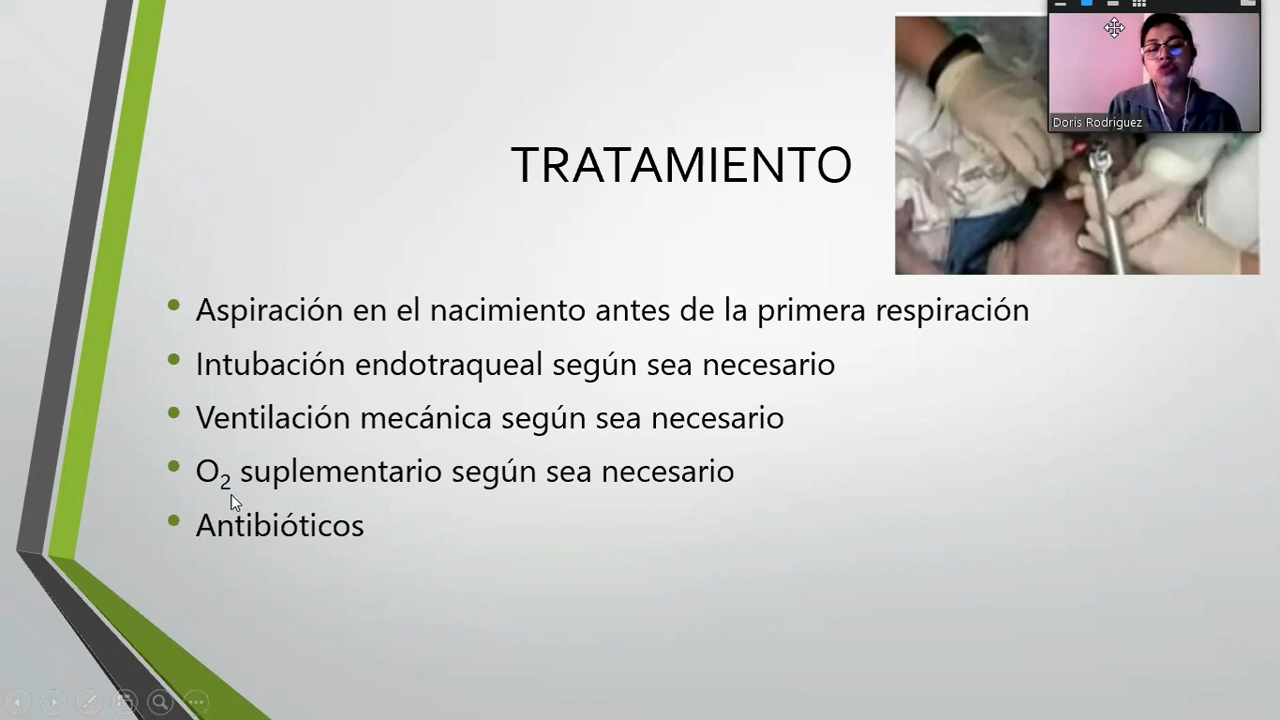 Doris Rodriguez
TRATAMIENTO
• Aspiración en el nacimiento antes de la primera respiración
• Intubación endotraqueal según sea necesario
• Ventilación mecánica según sea necesario
• O₂ suplementario según sea necesario
• Antibióticos